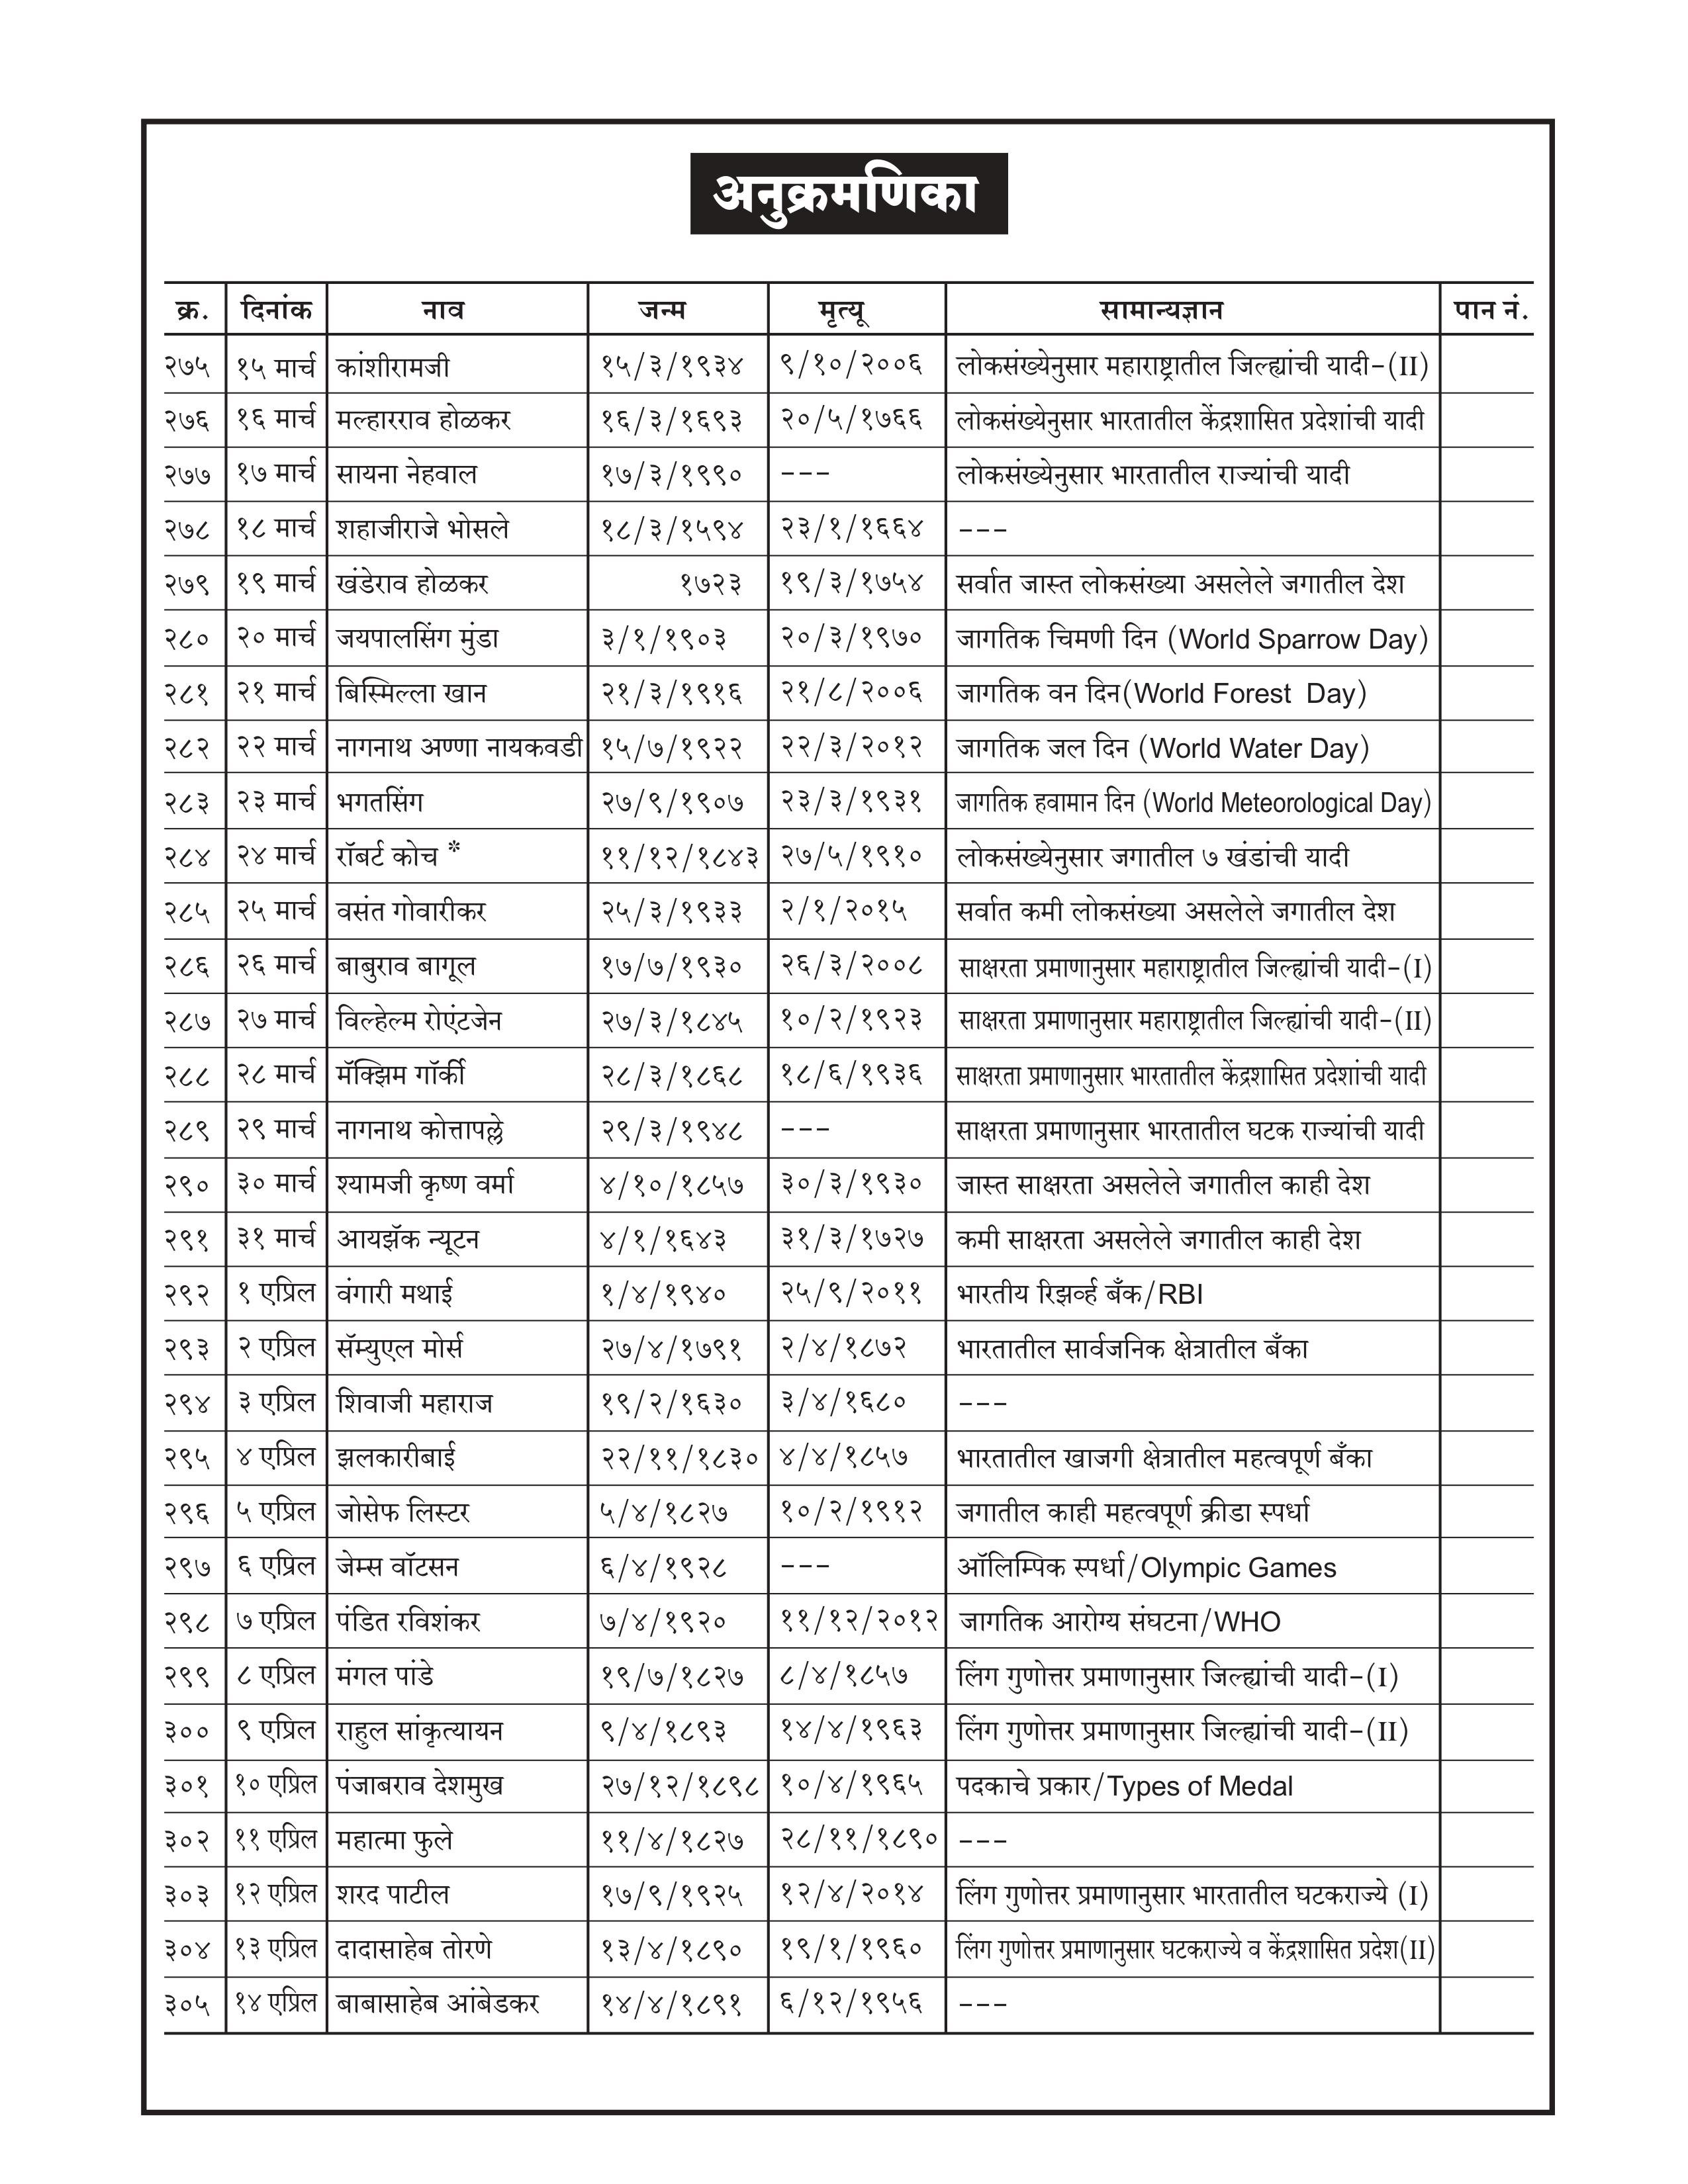 अनुक्रमणिका
क्र. दिनांक नाव जन्म मृत्यू सामान्यज्ञान पान नं.
२७५ १५ मार्च कांशीरामजी १५/३/१९३४ ९/१०/२००६ लोकसंख्येनुसार महाराष्ट्रातील जिल्ह्यांची यादी-(II)
२७६ १६ मार्च मल्हारराव होळकर १६/३/१६९३ २०/५/१७६६ लोकसंख्येनुसार भारतातील केंद्रशासित प्रदेशांची यादी
२७७ १७ मार्च सायना नेहवाल १७/३/१९९० --- लोकसंख्येनुसार भारतातील राज्यांची यादी
२७८ १८ मार्च शहाजीराजे भोसले १८/३/१५९४ २३/१/१६६४ ---
२७९ १९ मार्च खंडेराव होळकर १७२३ १९/३/१७५४ सर्वात जास्त लोकसंख्या असलेले जगातील देश
२८० २० मार्च जयपालसिंग मुंडा ३/१/१९०३ २०/३/१९७० जागतिक चिमणी दिन (World Sparrow Day)
२८१ २१ मार्च बिस्मिल्ला खान २१/३/१९१६ २१/८/२००६ जागतिक वन दिन(World Forest Day)
२८२ २२ मार्च नागनाथ अण्णा नायकवडी १५/७/१९२२ २२/३/२०१२ जागतिक जल दिन (World Water Day)
२८३ २३ मार्च भगतसिंग २७/९/१९०७ २३/३/१९३१ जागतिक हवामान दिन (World Meteorological Day)
२८४ २४ मार्च रॉबर्ट कोच * ११/१२/१८४३ २७/५/१९१० लोकसंख्येनुसार जगातील ७ खंडांची यादी
२८५ २५ मार्च वसंत गोवारीकर २५/३/१९३३ २/१/२०१५ सर्वात कमी लोकसंख्या असलेले जगातील देश
२८६ २६ मार्च बाबुराव बागूल १७/७/१९३० २६/३/२००८ साक्षरता प्रमाणानुसार महाराष्ट्रातील जिल्ह्यांची यादी-(I)
२८७ २७ मार्च विल्हेल्म रोएंटजेन २७/३/१८४५ १०/२/१९२३ साक्षरता प्रमाणानुसार महाराष्ट्रातील जिल्ह्यांची यादी-(II)
२८८ २८ मार्च मॅक्झिम गॉर्की २८/३/१८६८ १८/६/१९३६ साक्षरता प्रमाणानुसार भारतातील केंद्रशासित प्रदेशांची यादी
२८९ २९ मार्च नागनाथ कोत्तापल्ले २९/३/१९४८ --- साक्षरता प्रमाणानुसार भारतातील घटक राज्यांची यादी
२९० ३० मार्च श्यामजी कृष्ण वर्मा ४/१०/१८५७ ३०/३/१९३० जास्त साक्षरता असलेले जगातील काही देश
२९१ ३१ मार्च आयझॅक न्यूटन ४/१/१६४३ ३१/३/१७२७ कमी साक्षरता असलेले जगातील काही देश
२९२ १ एप्रिल वंगारी मथाई १/४/१९४० २५/९/२०११ भारतीय रिझर्व्ह बँक/RBI
२९३ २ एप्रिल सॅम्युएल मोर्स २७/४/१७९१ २/४/१८७२ भारतातील सार्वजनिक क्षेत्रातील बँका
२९४ ३ एप्रिल शिवाजी महाराज १९/२/१६३० ३/४/१६८० ---
२९५ ४ एप्रिल झलकारीबाई २२/११/१८३० ४/४/१८५७ भारतातील खाजगी क्षेत्रातील महत्वपूर्ण बँका
२९६ ५ एप्रिल जोसेफ लिस्टर ५/४/१८२७ १०/२/१९१२ जगातील काही महत्वपूर्ण क्रीडा स्पर्धा
२९७ ६ एप्रिल जेम्स वॉटसन ६/४/१९२८ --- ऑलिम्पिक स्पर्धा/Olympic Games
२९८ ७ एप्रिल पंडित रविशंकर ७/४/१९२० ११/१२/२०१२ जागतिक आरोग्य संघटना/WHO
२९९ ८ एप्रिल मंगल पांडे १९/७/१८२७ ८/४/१८५७ लिंग गुणोत्तर प्रमाणानुसार जिल्ह्यांची यादी-(I)
३०० ९ एप्रिल राहुल सांकृत्यायन ९/४/१८९३ १४/४/१९६३ लिंग गुणोत्तर प्रमाणानुसार जिल्ह्यांची यादी-(II)
३०१ १० एप्रिल पंजाबराव देशमुख २७/१२/१८९८ १०/४/१९६५ पदकाचे प्रकार/Types of Medal
३०२ ११ एप्रिल महात्मा फुले ११/४/१८२७ २८/११/१८९० ---
३०३ १२ एप्रिल शरद पाटील १७/९/१९२५ १२/४/२०१४ लिंग गुणोत्तर प्रमाणानुसार भारतातील घटकराज्ये (I)
३०४ १३ एप्रिल दादासाहेब तोरणे १३/४/१८९० १९/१/१९६० लिंग गुणोत्तर प्रमाणानुसार घटकराज्ये व केंद्रशासित प्रदेश(II)
३०५ १४ एप्रिल बाबासाहेब आंबेडकर १४/४/१८९१ ६/१२/१९५६ ---